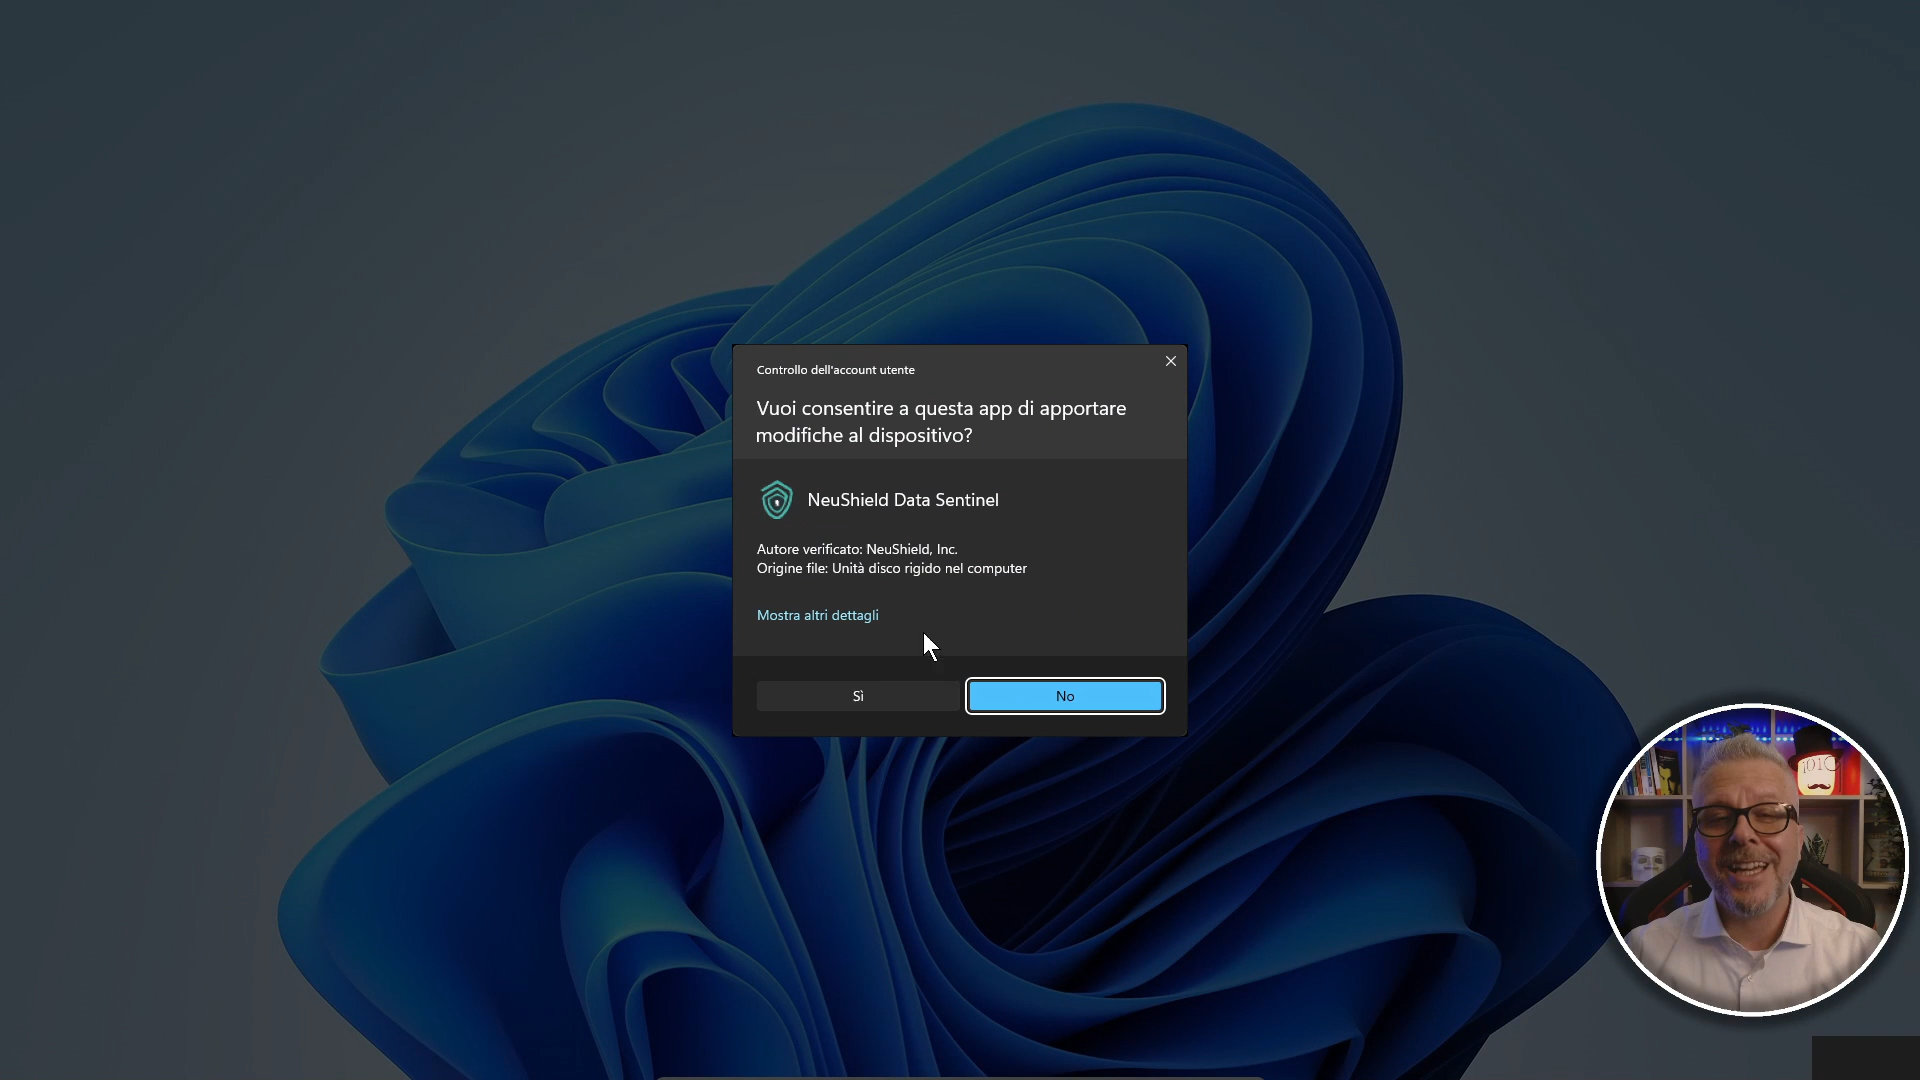 Controllo dell'account utente
Vuoi consentire a questa app di apportare
modifiche al dispositivo?
NeuShield Data Sentinel
Autore verificato: NeuShield, Inc.
Origine file: Unità disco rigido nel computer
Mostra altri dettagli
Sì
No